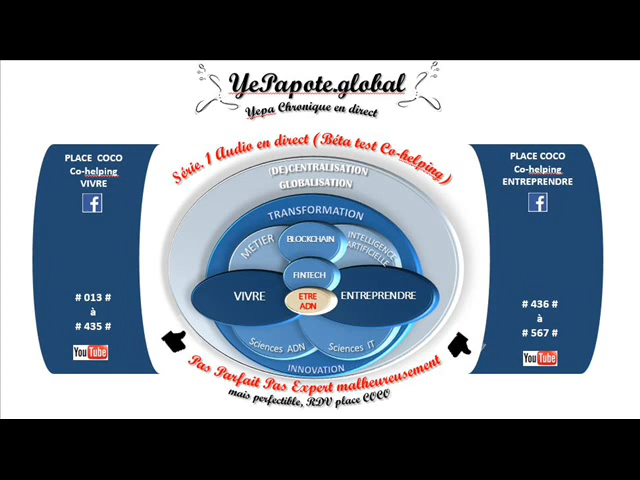 YePapote.global
Yepa Chronique en direct
Série, 1 Audio en direct (Béta test Co-helping)
PLACE COCO
Co-helping
VIVRE
# 013 #
à
# 435 #
YouTube
(DE)CENTRALISATION
GLOBALISATION
TRANSFORMATION
METIER
BLOCKCHAIN
INTELLIGENCE
ARTIFICIELLE
FINTECH
VIVRE
ETRE
ADN
ENTREPRENDRE
Sciences ADN
Sciences IT
INNOVATION
PLACE COCO
Co-helping
ENTREPRENDRE
# 436 #
à
# 567 #
YouTube
Pas Parfait Pas Expert malheureusement
mais perfectible, RDV place COCO